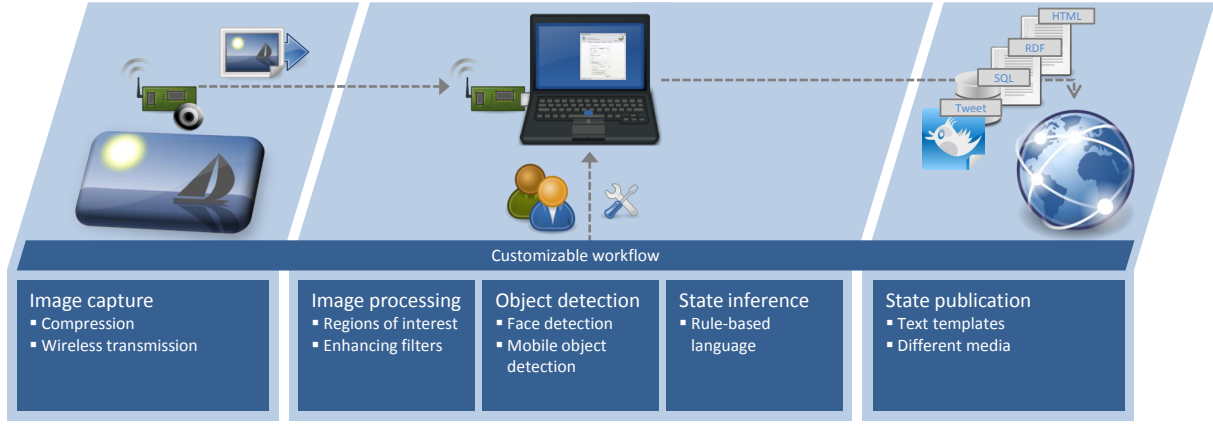 HTML
RDF
SQL
Tweet
Customizable workflow
Image capture
▪ Compression
▪ Wireless transmission
Image processing
▪ Regions of interest
▪ Enhancing filters
Object detection
▪ Face detection
▪ Mobile object
detection
State inference
▪ Rule-based
language
State publication
▪ Text templates
▪ Different media